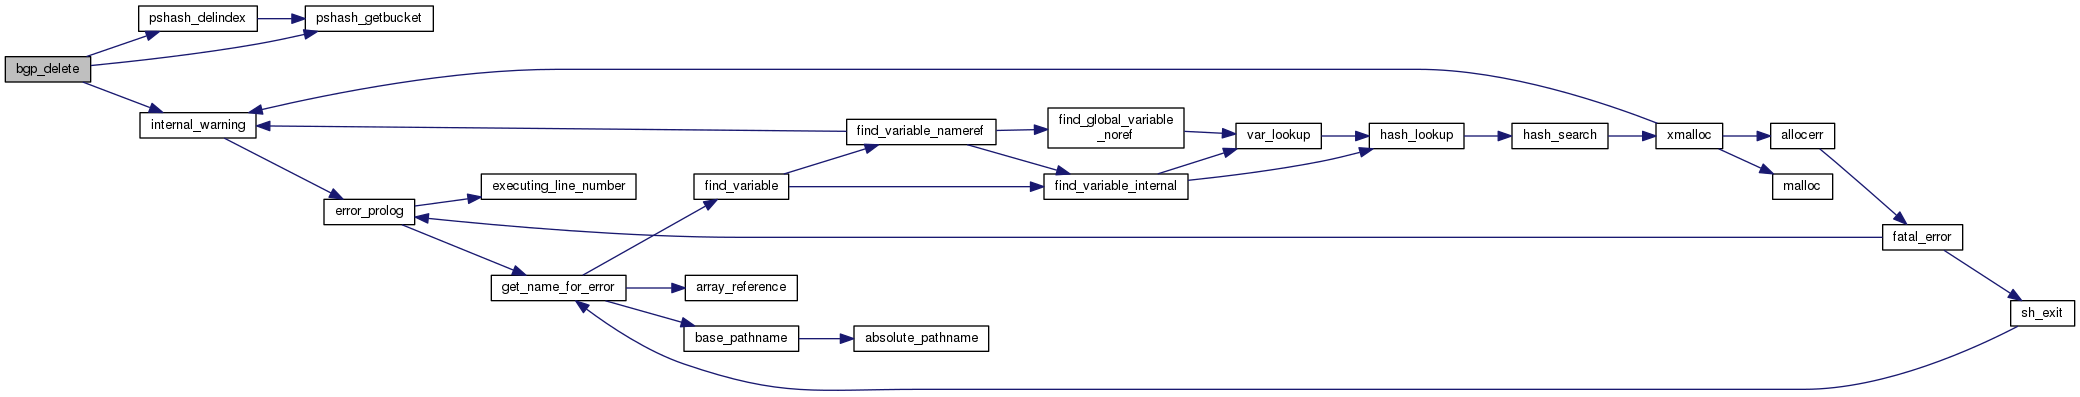 pshash_delindex
pshash_getbucket
bgp_delete
internal_warning
find_variable_nameref
find_global_variable
_noref
var_lookup
hash_lookup
hash_search
xmalloc
allocerr
executing_line_number
find_variable
find_variable_internal
malloc
error_prolog
fatal_error
get_name_for_error
array_reference
sh_exit
base_pathname
absolute_pathname